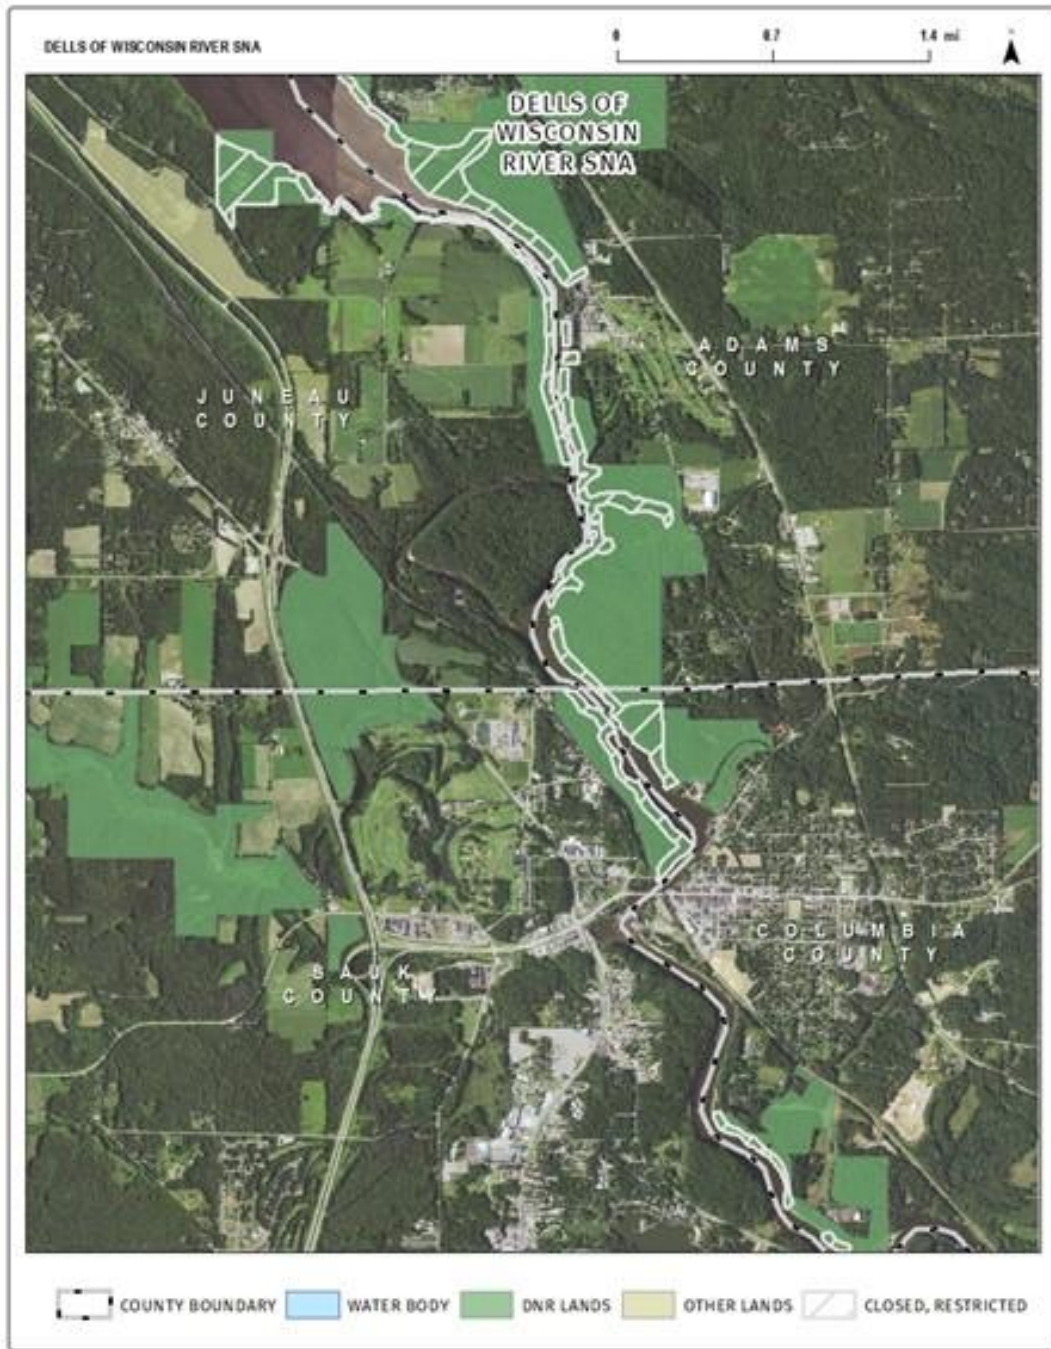 DELLS OF WISCONSIN RIVER SNA
0 0.7 1.4 mi
DELLS OF
WISCONSIN
RIVER SNA
ADAMS
COUNTY
JUNEAU
COUNTY
COLUMBIA
COUNTY
SAUK
COUNTY
COUNTY BOUNDARY WATER BODY DNR LANDS OTHER LANDS CLOSED, RESTRICTED